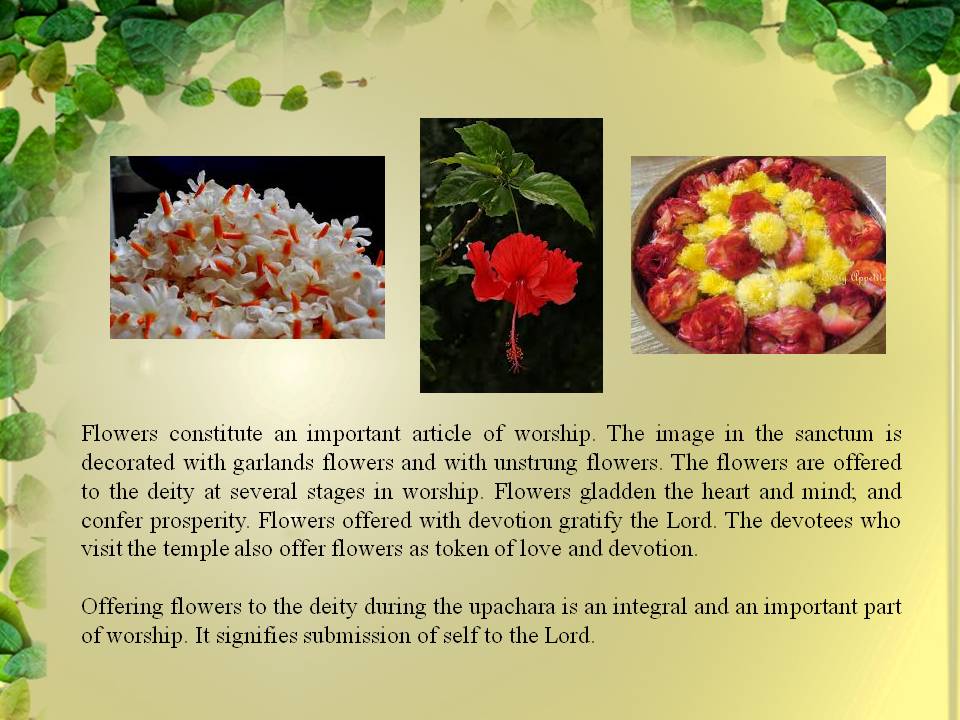 Flowers constitute an important article of worship. The image in the sanctum is
decorated with garlands flowers and with unstrung flowers. The flowers are offered
to the deity at several stages in worship. Flowers gladden the heart and mind; and
confer prosperity. Flowers offered with devotion gratify the Lord. The devotees who
visit the temple also offer flowers as token of love and devotion.
Offering flowers to the deity during the upachara is an integral and an important part
of worship. It signifies submission of self to the Lord.